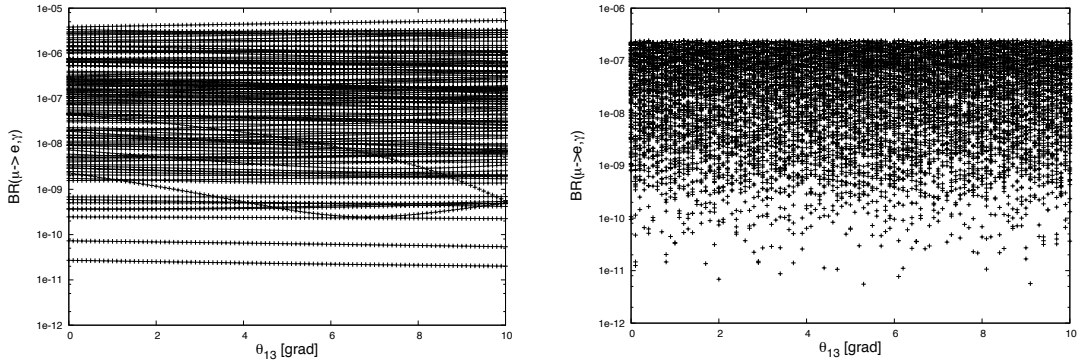 1e-05
1e-06
1e-07
1e-08
1e-09
1e-10
1e-11
1e-12
BR(μ-> e,γ)
0 2 4 6 8 10
θ13 [grad]
1e-06
1e-07
1e-08
1e-09
1e-10
1e-11
1e-12
BR(μ->e,γ)
0 2 4 6 8 10
θ13 [grad]